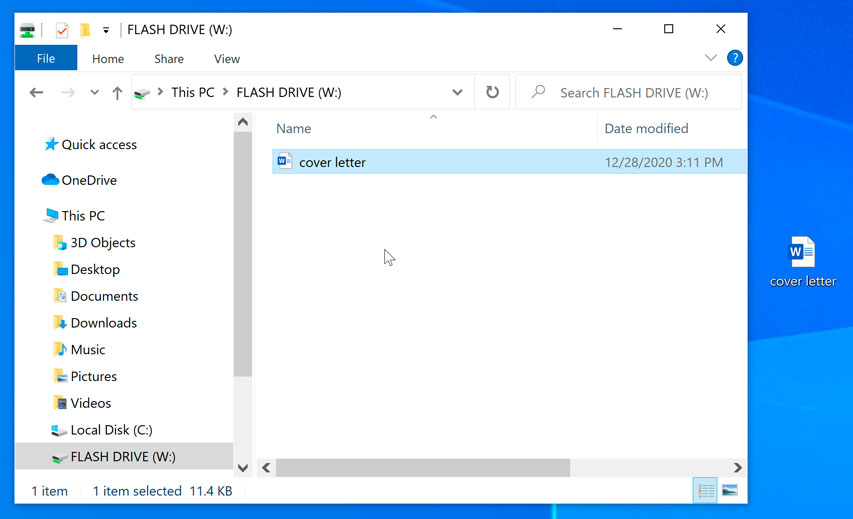 FLASH DRIVE (W:)
File Home Share View
This PC FLASH DRIVE (W:) Search FLASH DRIVE (W:)
Name Date modified
cover letter 12/28/2020 3:11 PM
Quick access
OneDrive
This PC
3D Objects
Desktop
Documents
Downloads
Music
Pictures
Videos
Local Disk (C:)
FLASH DRIVE (W:)
1 item 1 item selected 11.4 KB
cover letter